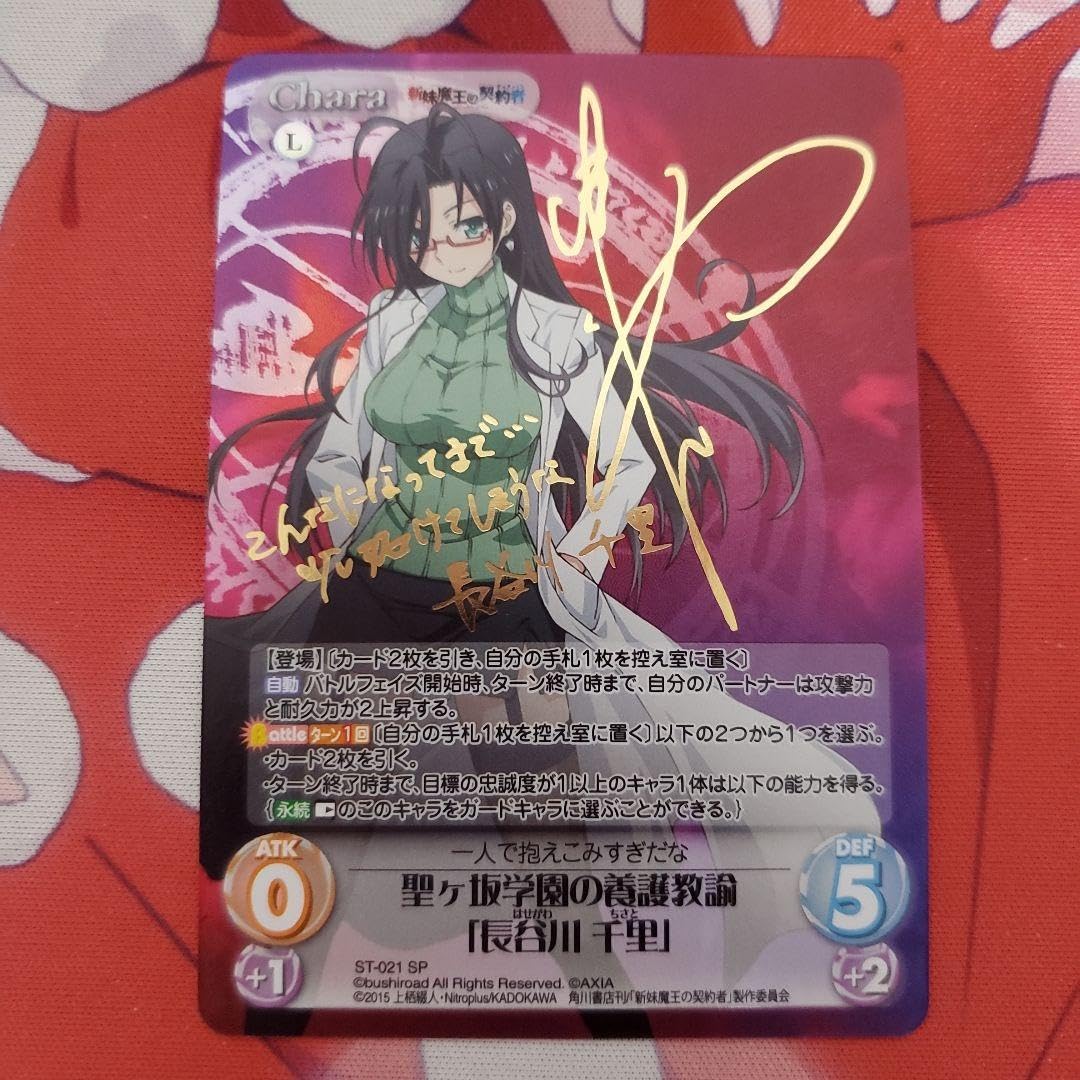 Chara 新妹魔王の契約者
L
こんなになってまで…
長谷川 千里
【登場】〔カード2枚を引き、自分の手札1枚を控え室に置く〕
自動 バトルフェイズ開始時、ターン終了時まで、自分のパートナーは攻撃力
と耐久力が2上昇する。
Battle ターン1回 〔自分の手札1枚を控え室に置く〕以下の2つから1つを選ぶ。
・カード2枚を引く。
・ターン終了時まで、目標の忠誠度が1以上のキャラ1体は以下の能力を得る。
{永続 のこのキャラをガードキャラに選ぶことができる。}
ATK
0
+1
一人で抱えこみすぎだな
聖ヶ坂学園の養護教諭
はせがわ ちさと
「長谷川 千里」
DEF
5
+2
ST-021 SP
©bushiroad All Rights Reserved. ©AXIA
©2015 上栖綴人・Nitroplus/KADOKAWA 角川書店刊/「新妹魔王の契約者」製作委員会